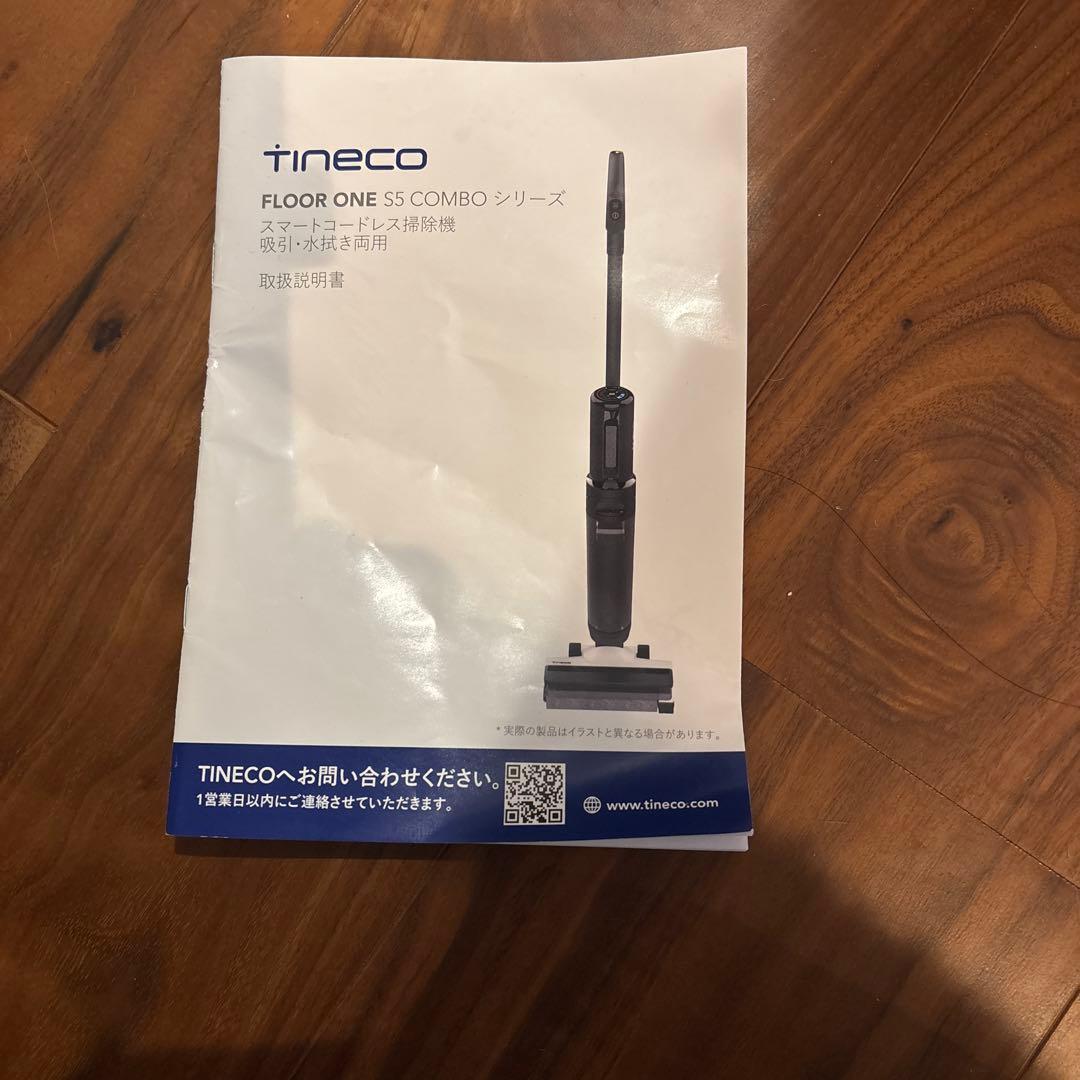 TINECO
FLOOR ONE S5 COMBO シリーズ
スマートコードレス掃除機
吸引・水拭き両用
取扱説明書
* 実際の製品はイラストと異なる場合があります。
TINECOへお問い合わせください。
1営業日以内にご連絡させていただきます。
www.tineco.com